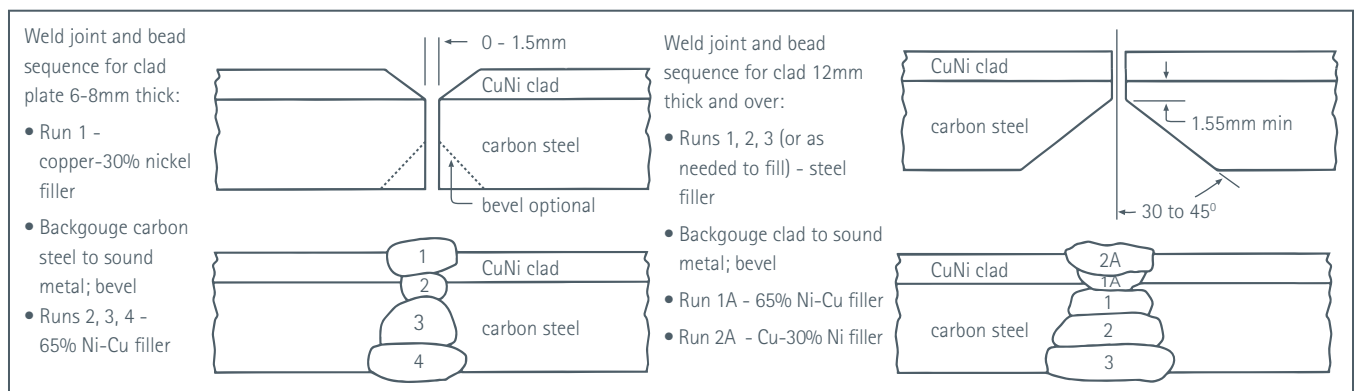 Weld joint and bead
sequence for clad
plate 6-8mm thick:
• Run 1 -
copper-30% nickel
filler
• Backgouge carbon
steel to sound
metal; bevel
• Runs 2, 3, 4 -
65% Ni-Cu filler
0 - 1.5mm
CuNi clad
carbon steel
bevel optional
1
CuNi clad
2
3
carbon steel
4
Weld joint and bead
sequence for clad 12mm
thick and over:
• Runs 1, 2, 3 (or as
needed to fill) - steel
filler
• Backgouge clad to sound
metal; bevel
• Run 1A - 65% Ni-Cu filler
• Run 2A - Cu-30% Ni filler
CuNi clad
carbon steel
1.55mm min
30 to 45⁰
2A
CuNi clad
1A
1
carbon steel
2
3